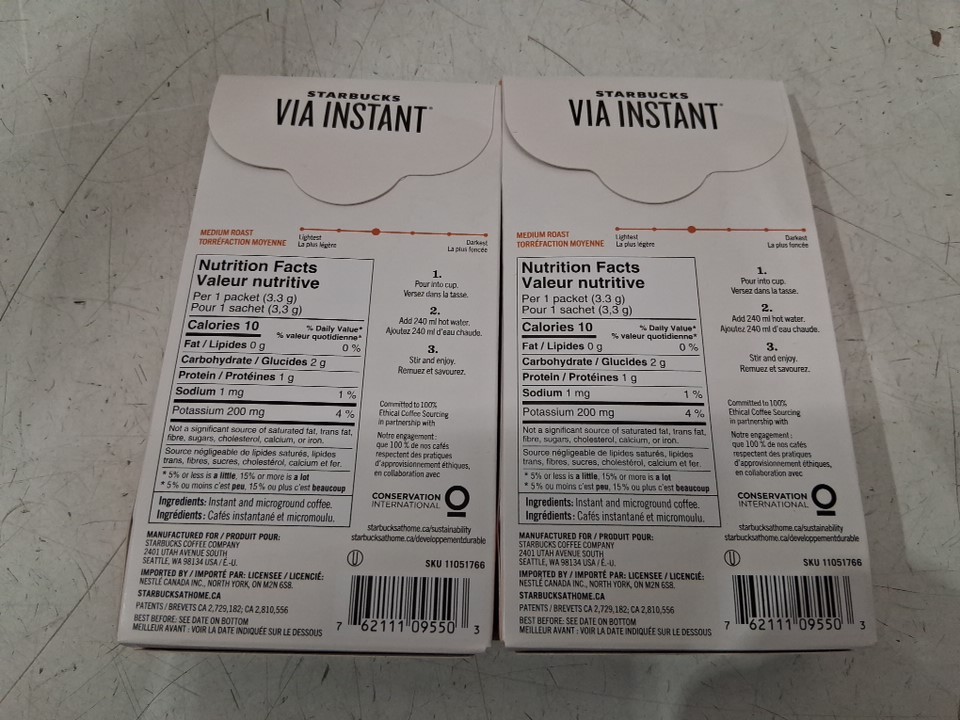 STARBUCKS
VIA INSTANT
MEDIUM ROAST
TORRÉFACTION MOYENNE
Lightest
La plus légère
Darkest
La plus foncée
Nutrition Facts
Valeur nutritive
Per 1 packet (3.3 g)
Pour 1 sachet (3,3 g)
Calories 10
% Daily Value*
% valeur quotidienne*
Fat / Lipides 0 g 0 %
Carbohydrate / Glucides 2 g
Protein / Protéines 1 g
Sodium 1 mg 1 %
Potassium 200 mg 4 %
Not a significant source of saturated fat, trans fat,
fibre, sugars, cholesterol, calcium, or iron.
Source négligeable de lipides saturés, lipides
trans, fibres, sucres, cholestérol, calcium et fer.
* 5% or less is a little, 15% or more is a lot
* 5% ou moins c'est peu, 15% ou plus c'est beaucoup
Ingredients: Instant and microground coffee.
Ingrédients: Cafés instantané et micromoulu.
1.
Pour into cup.
Versez dans la tasse.
2.
Add 240 ml hot water.
Ajoutez 240 ml d'eau chaude.
3.
Stir and enjoy.
Remuez et savourez.
Committed to 100%
Ethical Coffee Sourcing
in partnership with
Notre engagement :
que 100 % de nos cafés
respectent des pratiques
d'approvisionnement éthiques,
en collaboration avec
CONSERVATION
INTERNATIONAL
starbucksathome.ca/sustainability
starbucksathome.ca/developpementdurable
MANUFACTURED FOR / PRODUIT POUR:
STARBUCKS COFFEE COMPANY
2401 UTAH AVENUE SOUTH
SEATTLE, WA 98134 USA / É.-U.
IMPORTED BY / IMPORTÉ PAR: LICENSEE / LICENCIÉ:
NESTLÉ CANADA INC., NORTH YORK, ON M2N 6S8.
STARBUCKSATHOME.CA
PATENTS / BREVETS CA 2,729,182; CA 2,810,556
BEST BEFORE: SEE DATE ON BOTTOM
MEILLEUR AVANT : VOIR LA DATE INDIQUÉE SUR LE DESSOUS
SKU 11051766
7 62111 09550 3
STARBUCKS
VIA INSTANT
MEDIUM ROAST
TORRÉFACTION MOYENNE
Lightest
La plus légère
Darkest
La plus foncée
Nutrition Facts
Valeur nutritive
Per 1 packet (3.3 g)
Pour 1 sachet (3,3 g)
Calories 10
% Daily Value*
% valeur quotidienne*
Fat / Lipides 0 g 0 %
Carbohydrate / Glucides 2 g
Protein / Protéines 1 g
Sodium 1 mg 1 %
Potassium 200 mg 4 %
Not a significant source of saturated fat, trans fat,
fibre, sugars, cholesterol, calcium, or iron.
Source négligeable de lipides saturés, lipides
trans, fibres, sucres, cholestérol, calcium et fer.
* 5% or less is a little, 15% or more is a lot
* 5% ou moins c'est peu, 15% ou plus c'est beaucoup
Ingredients: Instant and microground coffee.
Ingrédients: Cafés instantané et micromoulu.
1.
Pour into cup.
Versez dans la tasse.
2.
Add 240 ml hot water.
Ajoutez 240 ml d'eau chaude.
3.
Stir and enjoy.
Remuez et savourez.
Committed to 100%
Ethical Coffee Sourcing
in partnership with
Notre engagement :
que 100 % de nos cafés
respectent des pratiques
d'approvisionnement éthiques,
en collaboration avec
CONSERVATION
INTERNATIONAL
starbucksathome.ca/sustainability
starbucksathome.ca/developpementdurable
MANUFACTURED FOR / PRODUIT POUR:
STARBUCKS COFFEE COMPANY
2401 UTAH AVENUE SOUTH
SEATTLE, WA 98134 USA / É.-U.
IMPORTED BY / IMPORTÉ PAR: LICENSEE / LICENCIÉ:
NESTLÉ CANADA INC., NORTH YORK, ON M2N 6S8.
STARBUCKSATHOME.CA
PATENTS / BREVETS CA 2,729,182; CA 2,810,556
BEST BEFORE: SEE DATE ON BOTTOM
MEILLEUR AVANT : VOIR LA DATE INDIQUÉE SUR LE DESSOUS
SKU 11051766
7 62111 09550 3